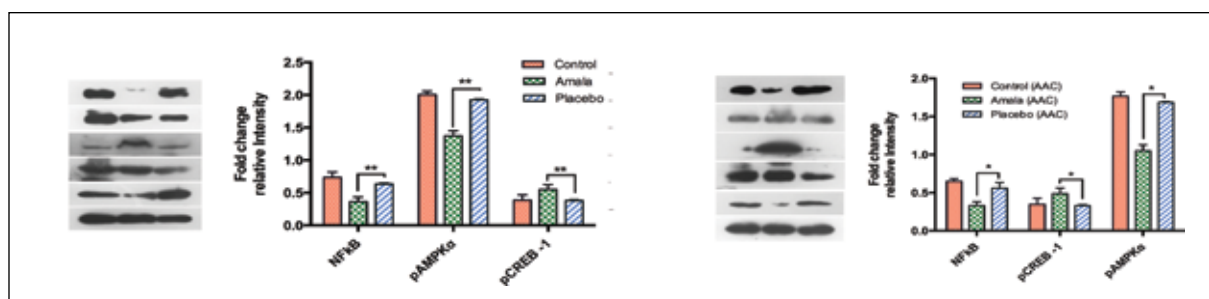 Fold change
relative Intensity
2.5
2.0
1.5
1.0
0.5
0.0
**
**
**
Control
Amala
Placebo
NFkB
pAMPKα
pCREB -1
Fold change
relative Intensity
2.0
1.5
1.0
0.5
0.0
*
*
*
Control (AAC)
Amala (AAC)
Placebo (AAC)
NFkB
pCREB -1
pAMPKα